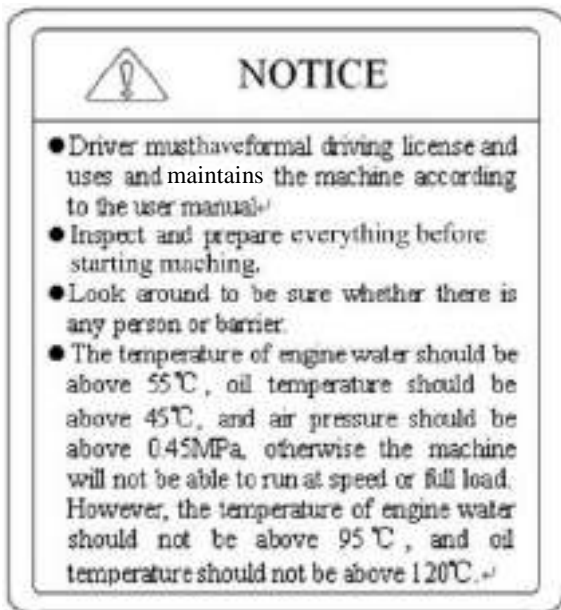 NOTICE
●Driver musthaveformal driving license and
uses and maintains the machine according
to the user manual↵
●Inspect and prepare everything before
starting maching.
●Look around to be sure whether there is
any person or barrier.
●The temperature of engine water should be
above 55℃, oil temperature should be
above 45℃, and air pressure should be
above 0.45MPa, otherwise the machine
will not be able to run at speed or full load.
However, the temperature of engine water
should not be above 95℃, and oil
temperature should not be above 120℃.↵